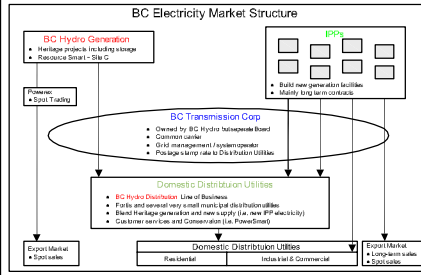 BC Electricity Market Structure
BC Hydro Generation
• Heritage projects including storage
• Resource Smart – Site C
IPPs
• Build new generation facilities
• Mainly long term contracts
Powerex
• Spot Trading
BC Transmission Corp
• Owned by BC Hydro but seperate Board
• Common carrier
• Grid management / system operator
• Postage stamp rate to Distribution Utilities
Domestic Distribtuion Utilities
• BC Hydro Distribution Line of Business
• Fortis and several very small municipal distribution utilities
• Blend Heritage generation and new supply (i.e. new IPP electricity)
• Customer services and Conservation (i.e. PowerSmart)
Export Market
• Spot sales
Domestic Distribtuion Utilities
Residential
Industrial & Commercial
Export Market
• Long-term sales
• Spot sales